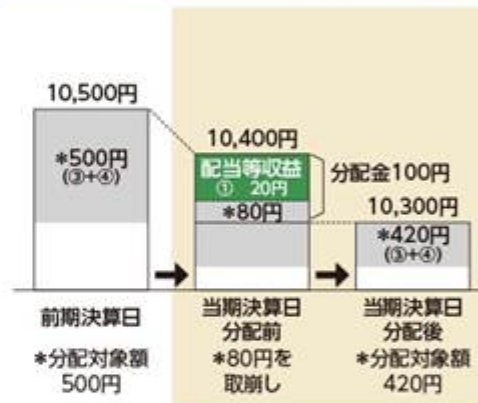 10,500円
*500円
(③+④)
10,400円
配当等収益
① 20円
*80円
分配金100円
10,300円
*420円
(③+④)
前期決算日
*分配対象額
500円
当期決算日
分配前
*80円を
取崩し
当期決算日
分配後
*分配対象額
420円